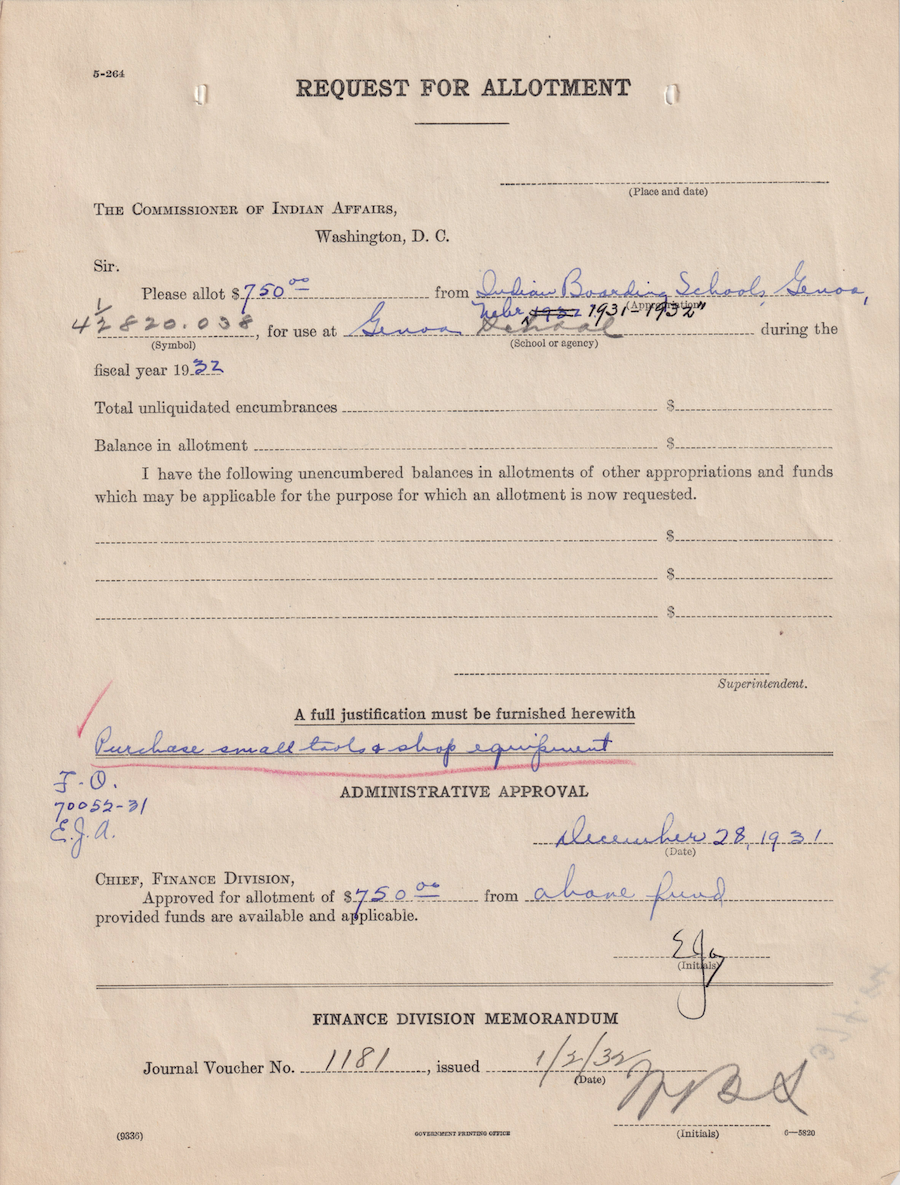 5-264
REQUEST FOR ALLOTMENT
(Place and date)
THE COMMISSIONER OF INDIAN AFFAIRS,
Washington, D. C.
Sir.
Please allot $750.00 from Indian Boarding Schools, Genoa,
(Appropriation)
Nebr 1932 1931-1932"
4 1/2 820.038, for use at Genoa School during the
(Symbol) (School or agency)
fiscal year 1932
Total unliquidated encumbrances $
Balance in allotment $
I have the following unencumbered balances in allotments of other appropriations and funds
which may be applicable for the purpose for which an allotment is now requested.
$
$
$
Superintendent.
A full justification must be furnished herewith
Purchase small tools & shop equipment
F.O.
70052-31
E.J.A.
ADMINISTRATIVE APPROVAL
December 28, 1931
(Date)
CHIEF, FINANCE DIVISION,
Approved for allotment of $750.00 from above fund
provided funds are available and applicable.
(Initials)
FINANCE DIVISION MEMORANDUM
Journal Voucher No. 1181, issued 1/2/32
(Date)
(Initials)
(9336) GOVERNMENT PRINTING OFFICE 6—5820